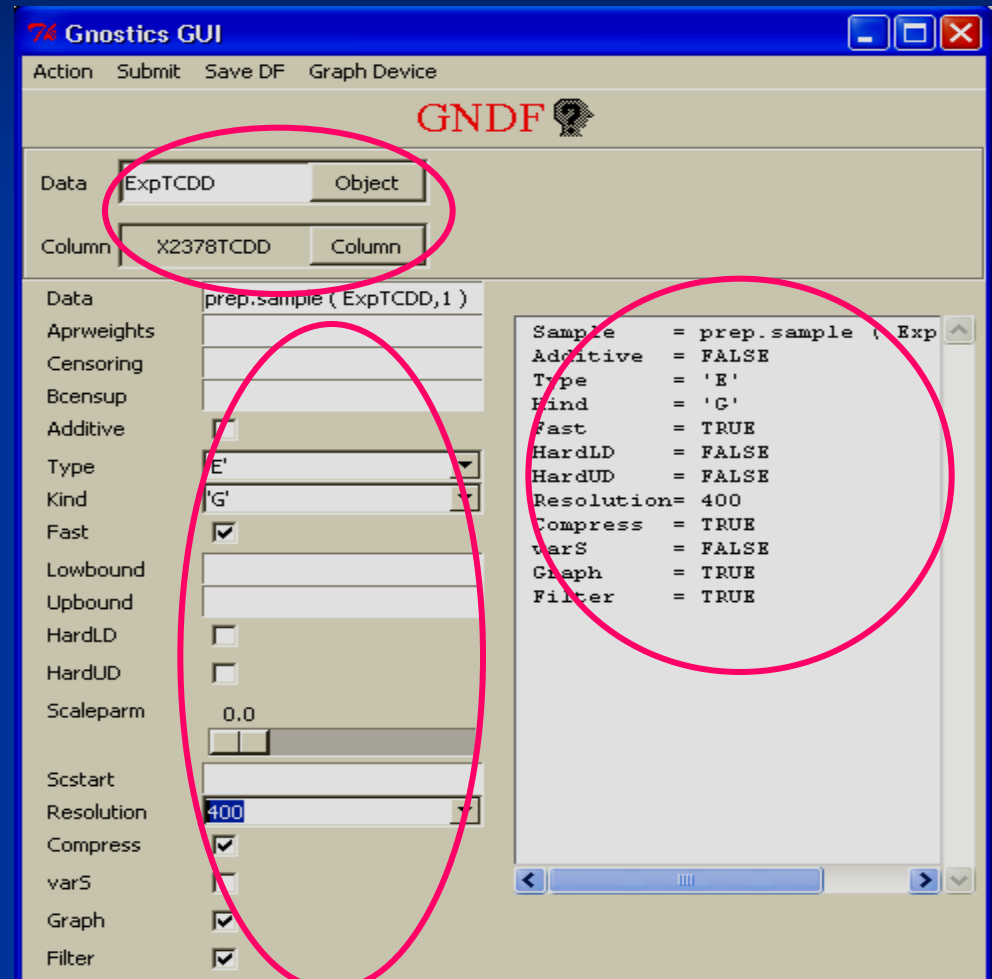 Gnostics GUI
Action Submit Save DF Graph Device
GNDF
Data ExpTCDD Object
Column X2378TCDD Column
Data prep.sample ( ExpTCDD,1 )
Aprweights
Censoring
Bcensup
Additive
Type 'E'
Kind 'G'
Fast
Lowbound
Upbound
HardLD
HardUD
Scaleparm 0.0
Scstart
Resolution 400
Compress
varS
Graph
Filter
Sample = prep.sample ( Exp
Additive = FALSE
Type = 'E'
Kind = 'G'
Fast = TRUE
HardLD = FALSE
HardUD = FALSE
Resolution= 400
Compress = TRUE
varS = FALSE
Graph = TRUE
Filter = TRUE